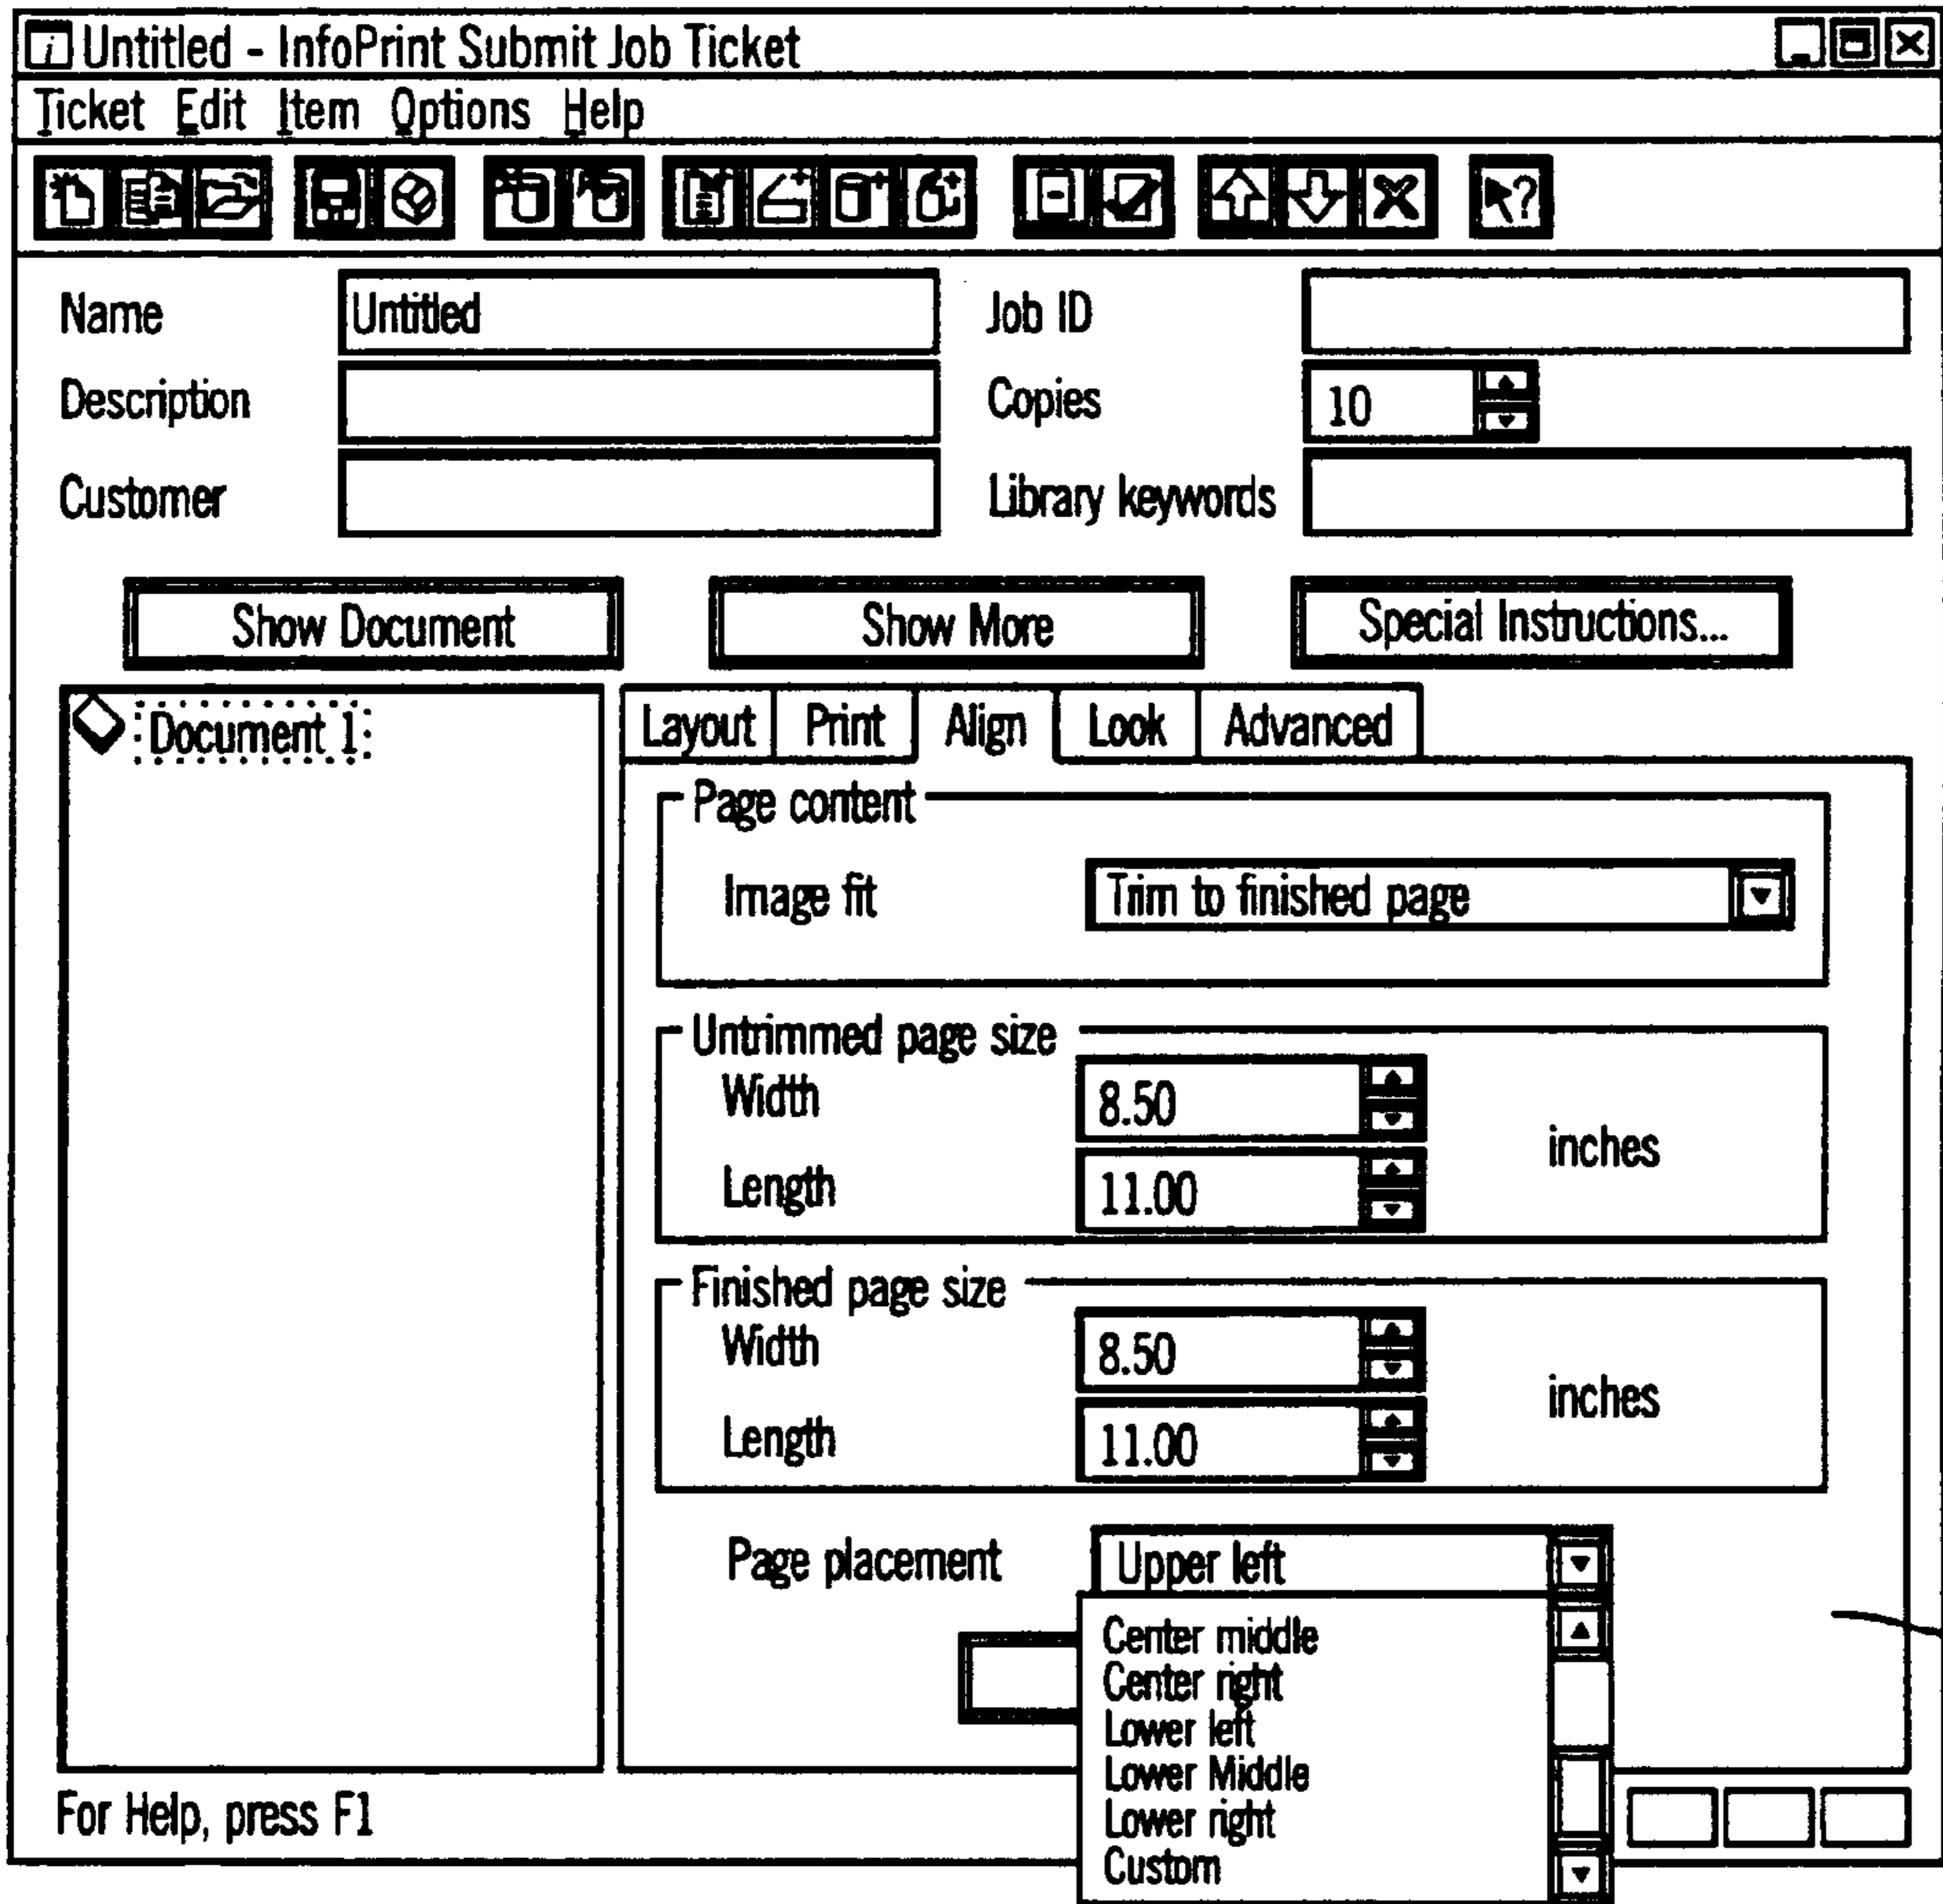 Untitled - InfoPrint Submit Job Ticket
Ticket Edit Item Options Help
Name Untitled Job ID
Description Copies 10
Customer Library keywords
Show Document Show More Special Instructions...
Document 1
Layout Print Align Look Advanced
Page content
Image fit Trim to finished page
Untrimmed page size
Width 8.50
inches
Length 11.00
Finished page size
Width 8.50
inches
Length 11.00
Page placement Upper left
Center middle
Center right
Lower left
Lower Middle
Lower right
Custom
For Help, press F1